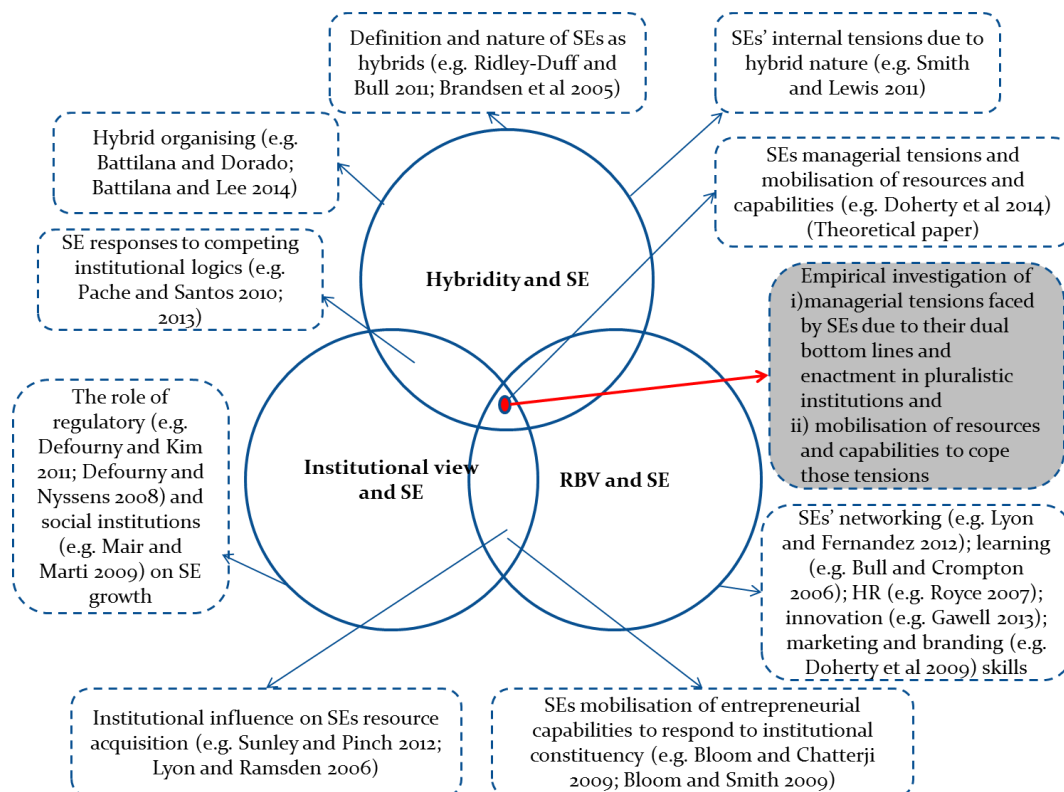 Definition and nature of SEs as
hybrids (e.g. Ridley-Duff and
Bull 2011; Brandsen et al 2005)
SEs' internal tensions due to
hybrid nature (e.g. Smith
and Lewis 2011)
Hybrid organising (e.g.
Battilana and Dorado;
Battilana and Lee 2014)
SEs managerial tensions and
mobilisation of resources and
capabilities (e.g. Doherty et al 2014)
(Theoretical paper)
SE responses to competing
institutional logics (e.g.
Pache and Santos 2010;
2013)
Hybridity and SE
Empirical investigation of
i)managerial tensions faced
by SEs due to their dual
bottom lines and
enactment in pluralistic
institutions and
ii) mobilisation of resources
and capabilities to cope
those tensions
The role of
regulatory (e.g.
Defourny and Kim
2011; Defourny and
Nyssens 2008) and
social institutions
(e.g. Mair and
Marti 2009) on SE
growth
Institutional view
and SE
RBV and SE
SEs' networking (e.g. Lyon
and Fernandez 2012); learning
(e.g. Bull and Crompton
2006); HR (e.g. Royce 2007);
innovation (e.g. Gawell 2013);
marketing and branding (e.g.
Doherty et al 2009) skills
Institutional influence on SEs resource
acquisition (e.g. Sunley and Pinch 2012;
Lyon and Ramsden 2006)
SEs mobilisation of entrepreneurial
capabilities to respond to institutional
constituency (e.g. Bloom and Chatterji
2009; Bloom and Smith 2009)